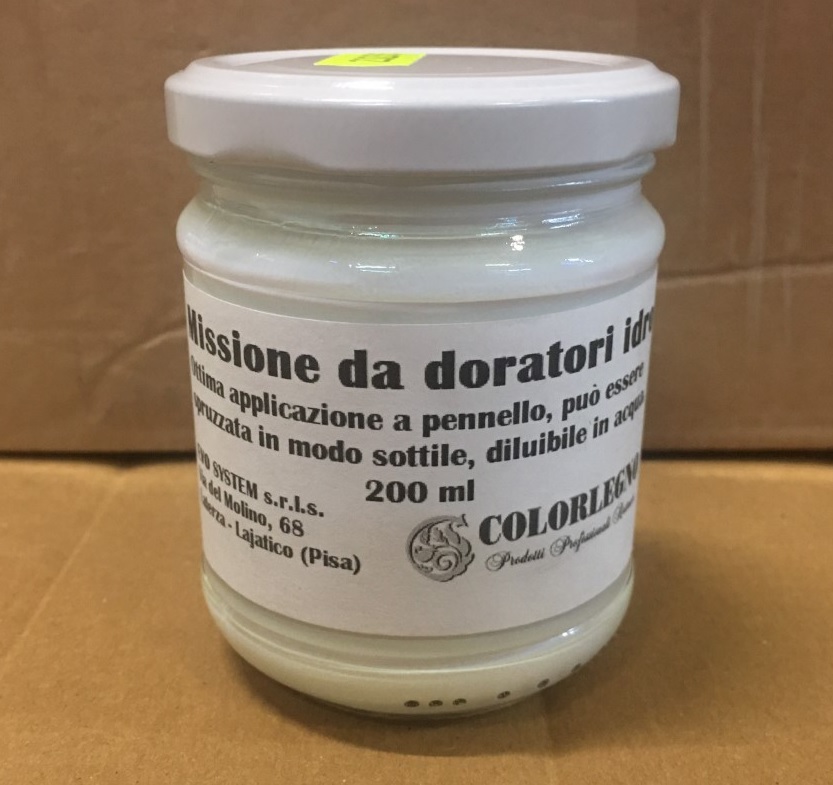 Missione da doratori idro
Ottima applicazione a pennello, può essere
spruzzata in modo sottile, diluibile in acqua
200 ml
SYSTEM s.r.l.s.
del Molino, 68
- Lajatico (Pisa)
COLORLEGNO
Prodotti Professionali